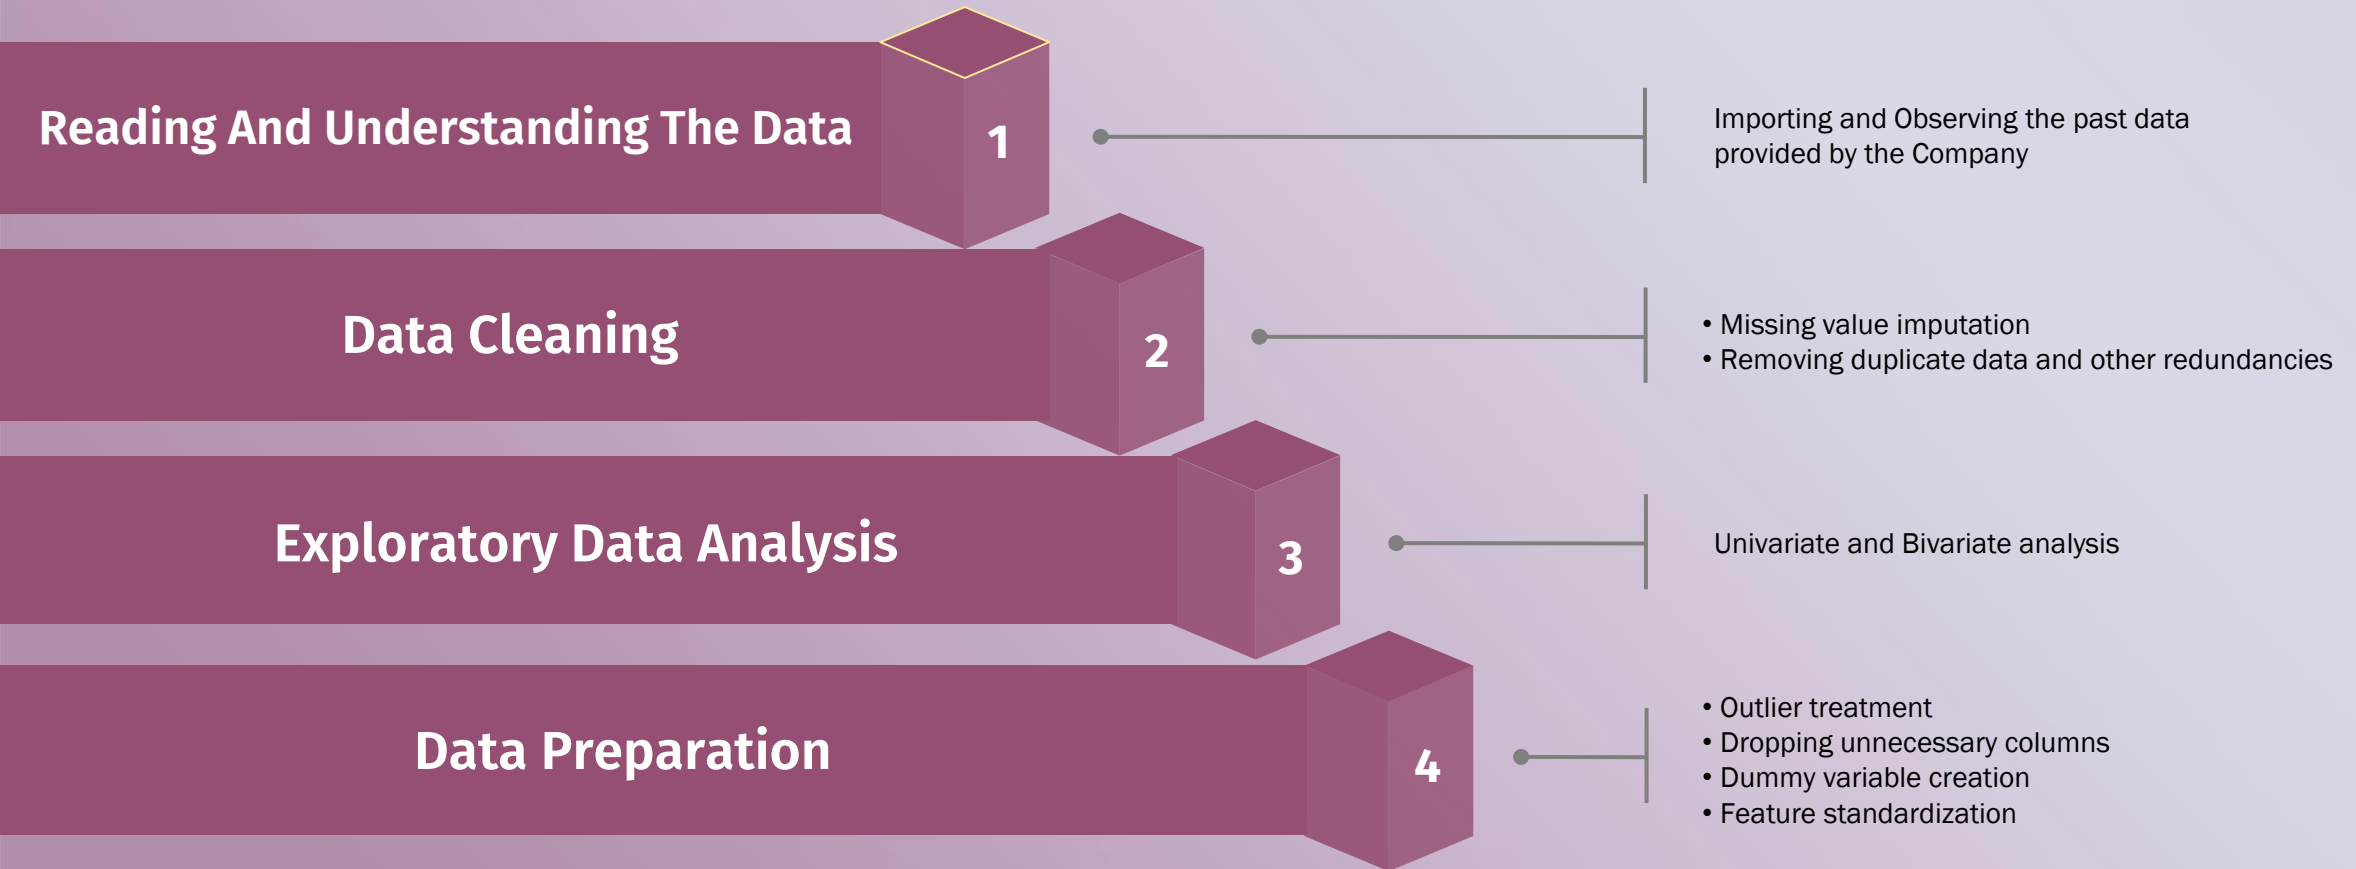 Reading And Understanding The Data
1
Importing and Observing the past data
provided by the Company
Data Cleaning
2
• Missing value imputation
• Removing duplicate data and other redundancies
Exploratory Data Analysis
3
Univariate and Bivariate analysis
Data Preparation
4
• Outlier treatment
• Dropping unnecessary columns
• Dummy variable creation
• Feature standardization